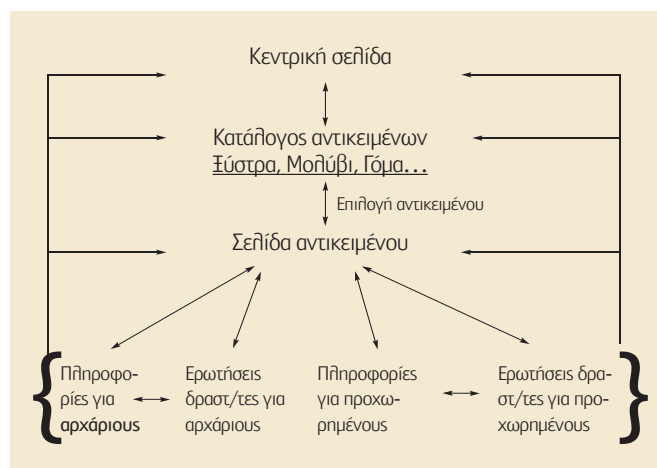 Κεντρική σελίδα
Κατάλογος αντικειμένων
Ξύστρα, Μολύβι, Γόμα...
Επιλογή αντικειμένου
Σελίδα αντικειμένου
Πληροφο-
ρίες για
αρχάριους
Ερωτήσεις
δραστ/τες για
αρχάριους
Πληροφορίες
για προχω-
ρημένους
Ερωτήσεις δρα-
στ/τες για προ-
χωρημένους